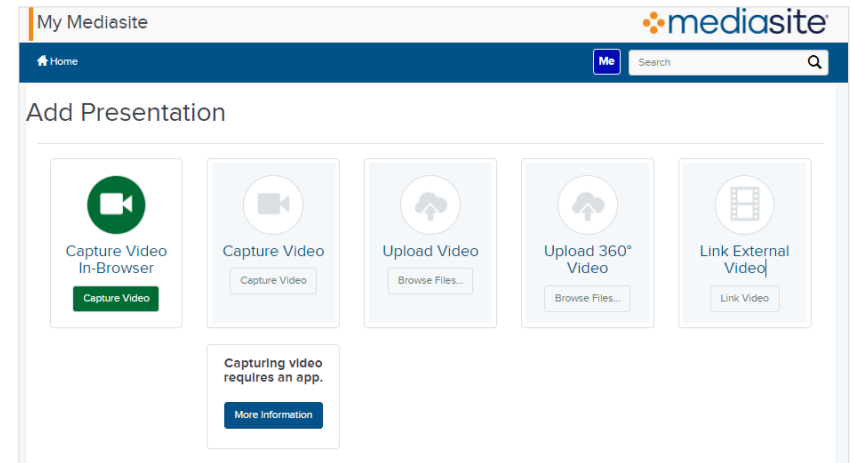 My Mediasite
mediasite
Home
Me
Search
Add Presentation
Capture Video
In-Browser
Capture Video
Capture Video
Capture Video
Upload Video
Browse Files...
Upload 360°
Video
Browse Files...
Link External
Video
Link Video
Capturing video
requires an app.
More Information